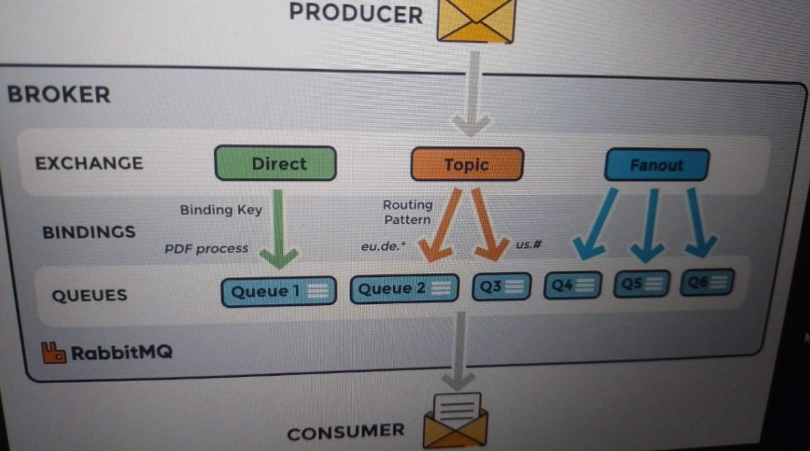 PRODUCER
BROKER
EXCHANGE
Direct
Topic
Fanout
BINDINGS
Binding Key
PDF process
Routing
Pattern
eu.de.*
us.#
QUEUES
Queue 1
Queue 2
Q3
Q4
Q5
Q6
RabbitMQ
CONSUMER